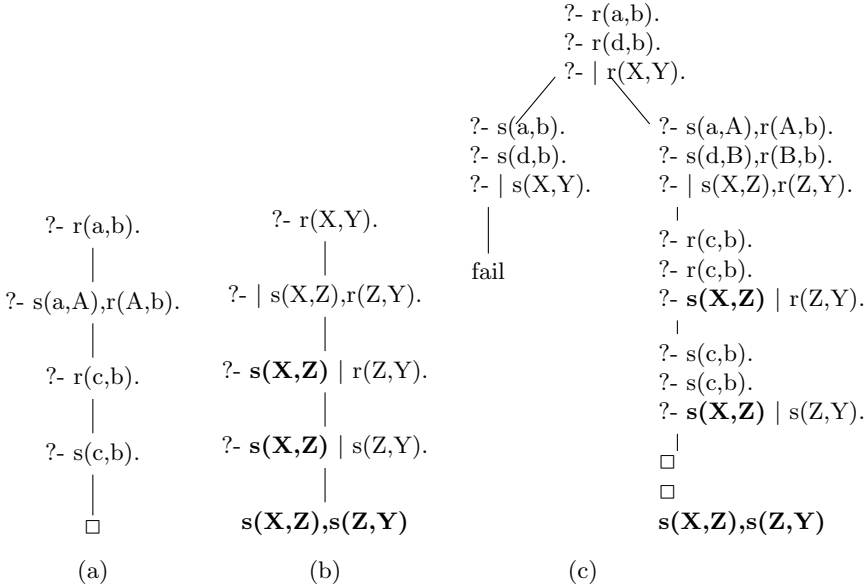 ?- r(a,b).
?- s(a,A),r(A,b).
?- r(c,b).
?- s(c,b).
□
(a)
?- r(X,Y).
?- | s(X,Z),r(Z,Y).
?- s(X,Z) | r(Z,Y).
?- s(X,Z) | s(Z,Y).
s(X,Z),s(Z,Y)
(b)
?- r(a,b).
?- r(d,b).
?- | r(X,Y).
?- s(a,b).
?- s(d,b).
?- | s(X,Y).
fail
?- s(a,A),r(A,b).
?- s(d,B),r(B,b).
?- | s(X,Z),r(Z,Y).
?- r(c,b).
?- r(c,b).
?- s(X,Z) | r(Z,Y).
?- s(c,b).
?- s(c,b).
?- s(X,Z) | s(Z,Y).
□
□
s(X,Z),s(Z,Y)
(c)